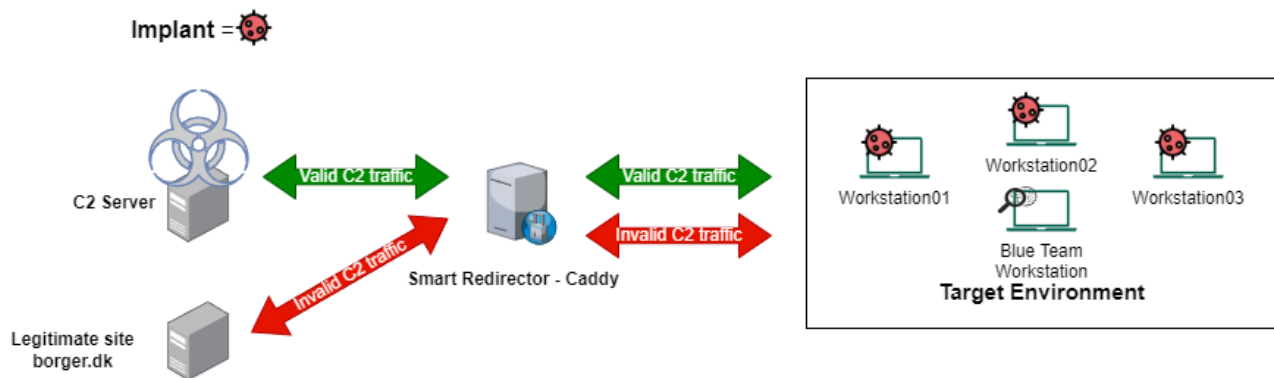 Implant =
Valid C2 traffic
Valid C2 traffic
Workstation01
Workstation02
Workstation03
C2 Server
Invalid C2 traffic
Invalid C2 traffic
Smart Redirector - Caddy
Blue Team
Workstation
Target Environment
Legitimate site
borger.dk